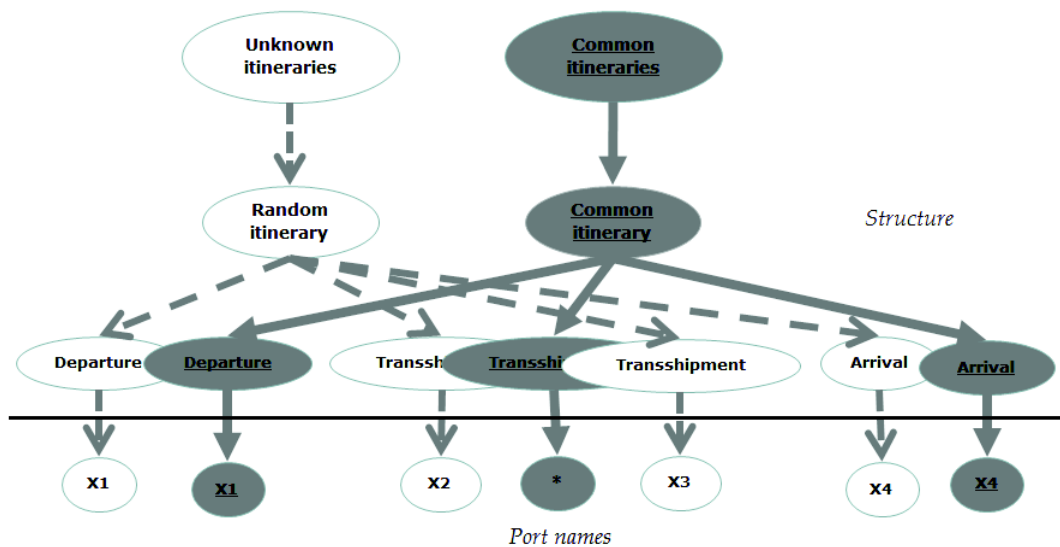 Unknown
itineraries
Common
itineraries
Random
itinerary
Common
itinerary
Structure
Departure
Departure
Transsh
Transship
Transshipment
Arrival
Arrival
X1
X1
X2
*
X3
X4
X4
Port names